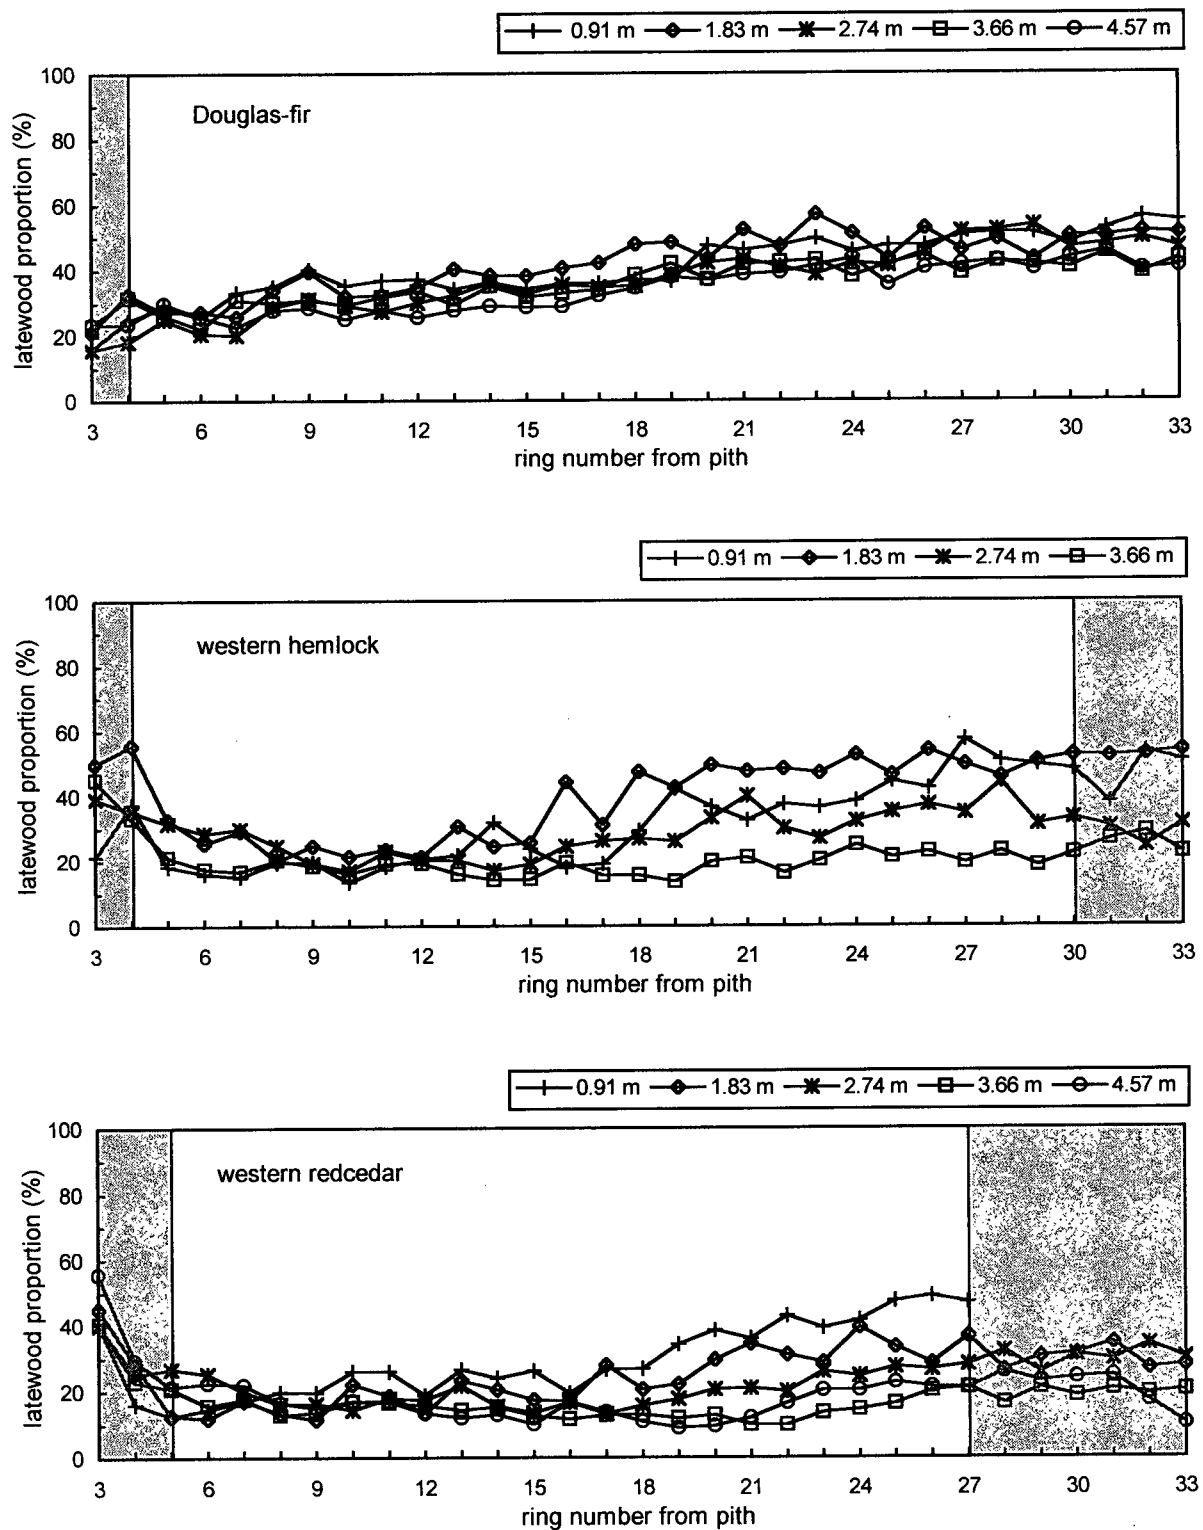 0.91 m 1.83 m 2.74 m 3.66 m 4.57 m
100
Douglas-fir
80
60
40
20
0
latewood proportion (%)
3 6 9 12 15 18 21 24 27 30 33
ring number from pith
0.91 m 1.83 m 2.74 m 3.66 m
100
western hemlock
80
60
40
20
0
latewood proportion (%)
3 6 9 12 15 18 21 24 27 30 33
ring number from pith
0.91 m 1.83 m 2.74 m 3.66 m 4.57 m
100
western redcedar
80
60
40
20
0
latewood proportion (%)
3 6 9 12 15 18 21 24 27 30 33
ring number from pith